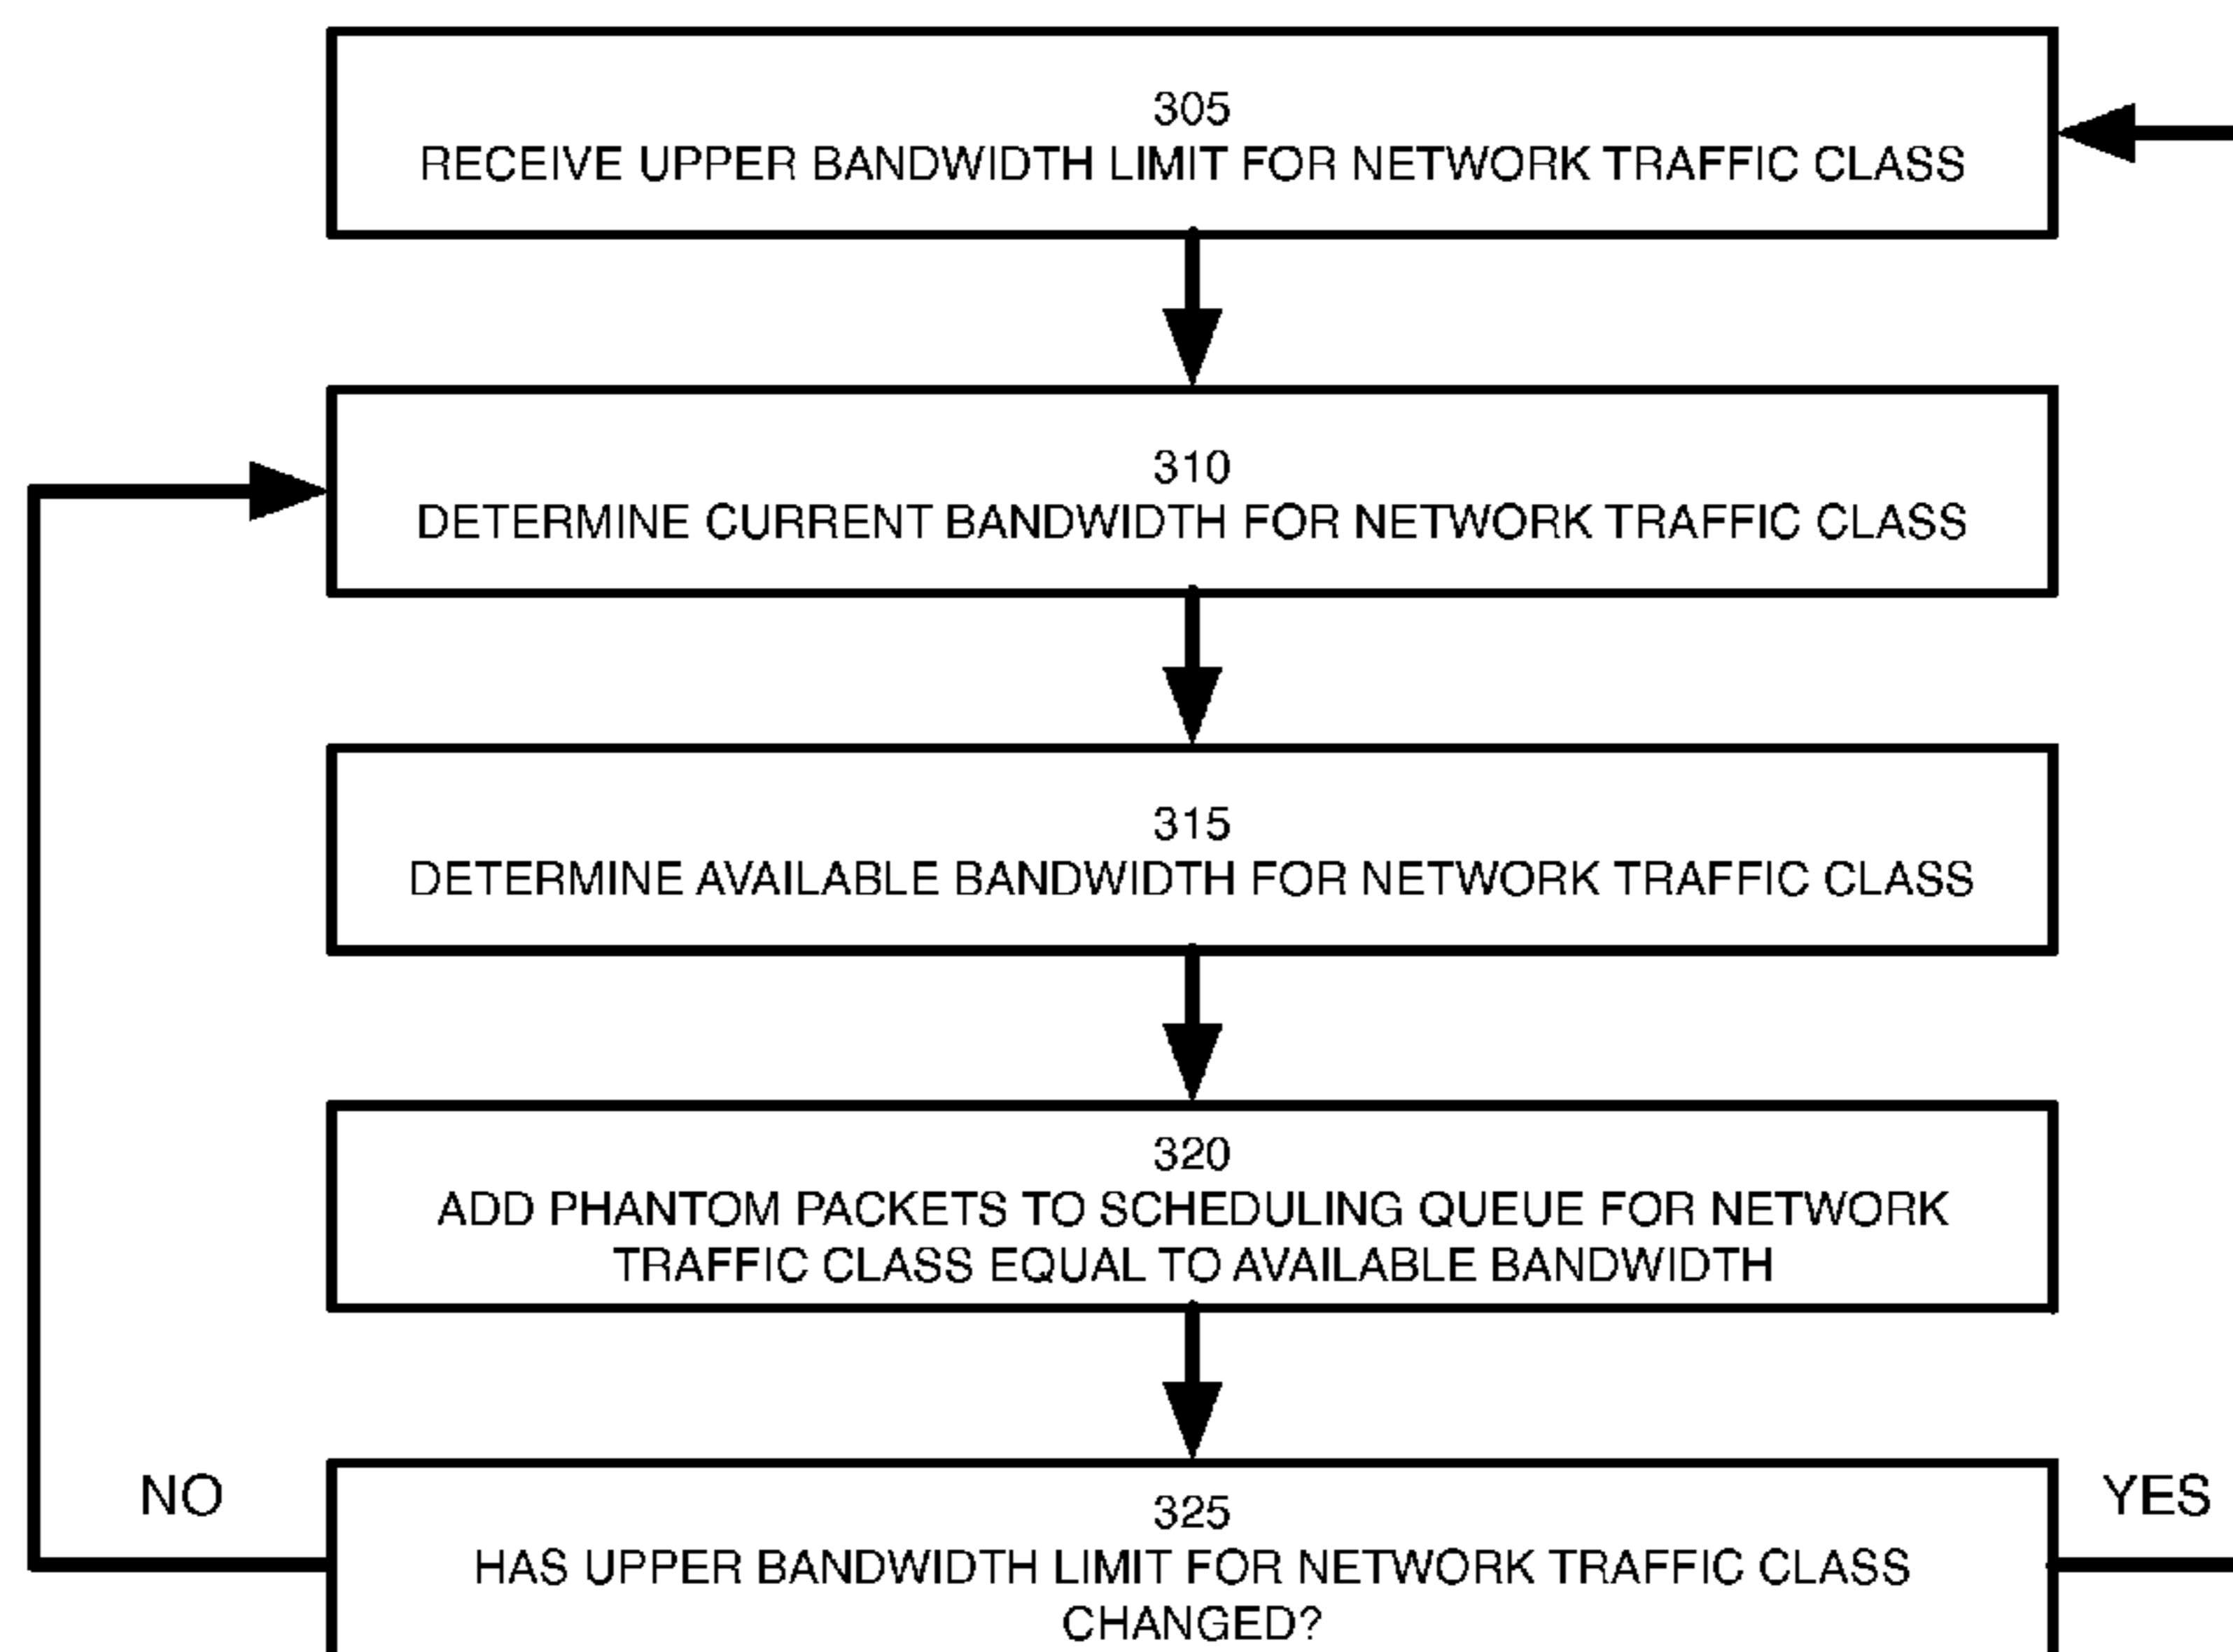 305
RECEIVE UPPER BANDWIDTH LIMIT FOR NETWORK TRAFFIC CLASS
310
DETERMINE CURRENT BANDWIDTH FOR NETWORK TRAFFIC CLASS
315
DETERMINE AVAILABLE BANDWIDTH FOR NETWORK TRAFFIC CLASS
320
ADD PHANTOM PACKETS TO SCHEDULING QUEUE FOR NETWORK
TRAFFIC CLASS EQUAL TO AVAILABLE BANDWIDTH
NO
YES
325
HAS UPPER BANDWIDTH LIMIT FOR NETWORK TRAFFIC CLASS
CHANGED?